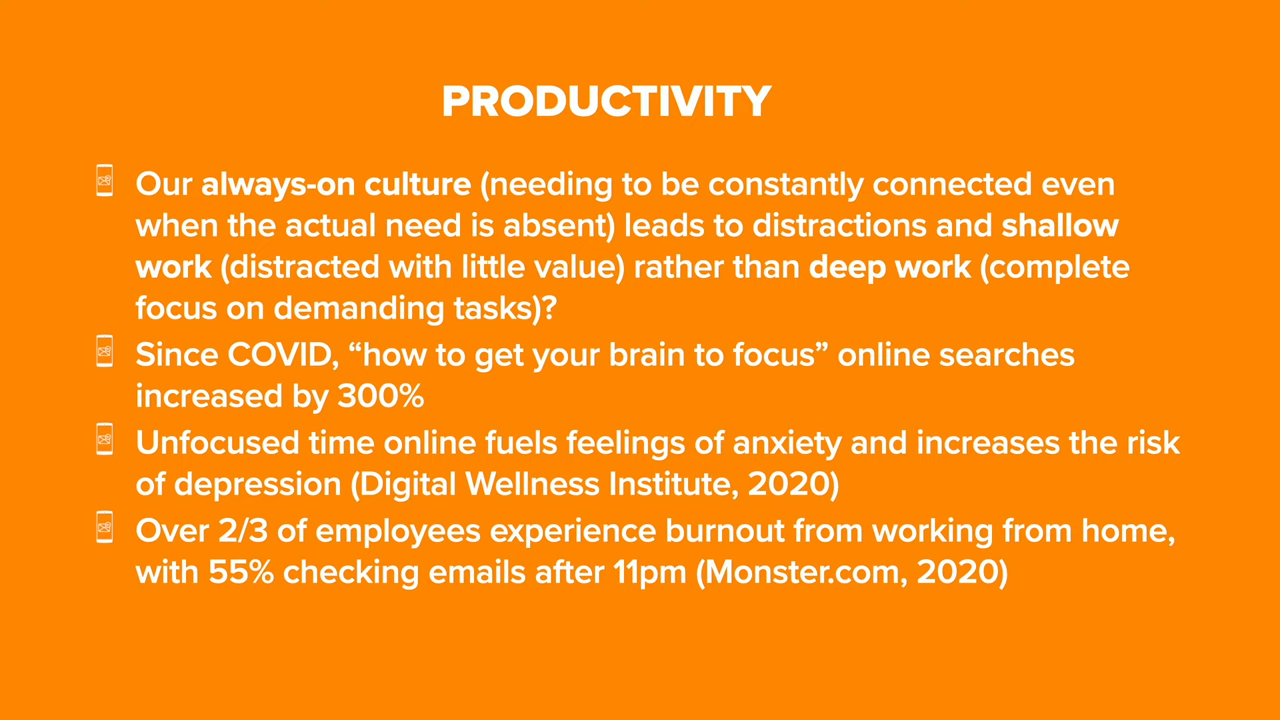 PRODUCTIVITY
Our always-on culture (needing to be constantly connected even
when the actual need is absent) leads to distractions and shallow
work (distracted with little value) rather than deep work (complete
focus on demanding tasks)?
Since COVID, “how to get your brain to focus” online searches
increased by 300%
Unfocused time online fuels feelings of anxiety and increases the risk
of depression (Digital Wellness Institute, 2020)
Over 2/3 of employees experience burnout from working from home,
with 55% checking emails after 11pm (Monster.com, 2020)